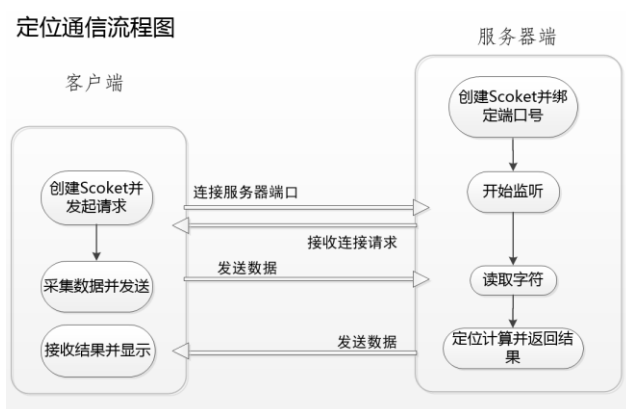 定位通信流程图
服务器端
客户端
创建Scoket并绑
定端口号
创建Scoket并
发起请求
连接服务器端口
开始监听
接收连接请求
发送数据
采集数据并发送
读取字符
接收结果并显示
发送数据
定位计算并返回结
果